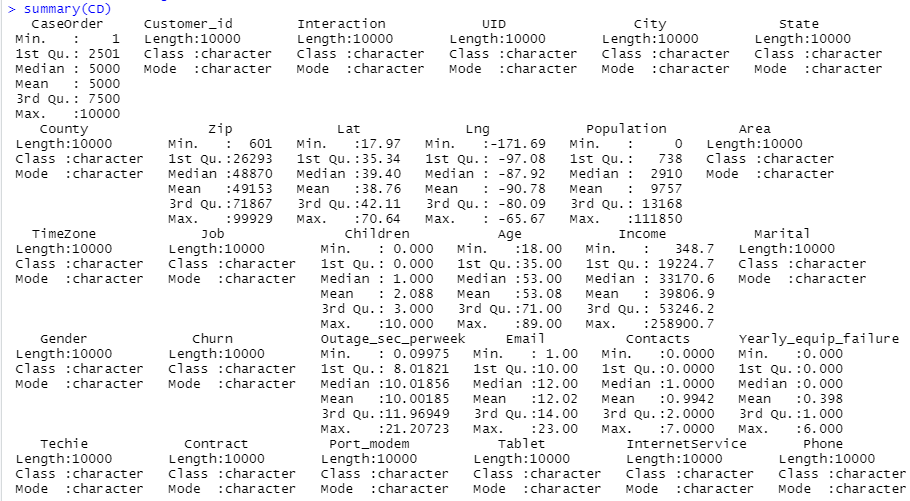 > summary(CD)
CaseOrder Customer_id Interaction UID City State
Min. : 1 Length:10000 Length:10000 Length:10000 Length:10000 Length:10000
1st Qu.: 2501 Class :character Class :character Class :character Class :character Class :character
Median : 5000 Mode :character Mode :character Mode :character Mode :character Mode :character
Mean : 5000
3rd Qu.: 7500
Max. :10000
County Zip Lat Lng Population Area
Length:10000 Min. : 601 Min. :17.97 Min. :-171.69 Min. : 0 Length:10000
Class :character 1st Qu.:26293 1st Qu.:35.34 1st Qu.: -97.08 1st Qu.: 738 Class :character
Mode :character Median :48870 Median :39.40 Median : -87.92 Median : 2910 Mode :character
Mean :49153 Mean :38.76 Mean : -90.78 Mean : 9757
3rd Qu.:71867 3rd Qu.:42.11 3rd Qu.: -80.09 3rd Qu.: 13168
Max. :99929 Max. :70.64 Max. : -65.67 Max. :111850
TimeZone Job Children Age Income Marital
Length:10000 Length:10000 Min. : 0.000 Min. :18.00 Min. : 348.7 Length:10000
Class :character Class :character 1st Qu.: 0.000 1st Qu.:35.00 1st Qu.: 19224.7 Class :character
Mode :character Mode :character Median : 1.000 Median :53.00 Median : 33170.6 Mode :character
Mean : 2.088 Mean :53.08 Mean : 39806.9
3rd Qu.: 3.000 3rd Qu.:71.00 3rd Qu.: 53246.2
Max. :10.000 Max. :89.00 Max. :258900.7
Gender Churn Outage_sec_perweek Email Contacts Yearly_equip_failure
Length:10000 Length:10000 Min. : 0.09975 Min. : 1.00 Min. :0.0000 Min. :0.000
Class :character Class :character 1st Qu.: 8.01821 1st Qu.:10.00 1st Qu.:0.0000 1st Qu.:0.000
Mode :character Mode :character Median :10.01856 Median :12.00 Median :1.0000 Median :0.000
Mean :10.00185 Mean :12.02 Mean :0.9942 Mean :0.398
3rd Qu.:11.96949 3rd Qu.:14.00 3rd Qu.:2.0000 3rd Qu.:1.000
Max. :21.20723 Max. :23.00 Max. :7.0000 Max. :6.000
Techie Contract Port_modem Tablet InternetService Phone
Length:10000 Length:10000 Length:10000 Length:10000 Length:10000 Length:10000
Class :character Class :character Class :character Class :character Class :character Class :character
Mode :character Mode :character Mode :character Mode :character Mode :character Mode :character